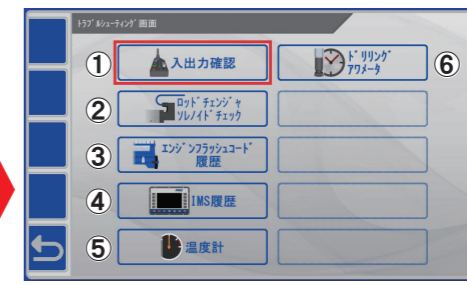 ﾄﾗﾌﾞﾙｼｭｰﾃｨﾝｸﾞ画面
① 入出力確認
② ﾛｯﾄﾞﾁｪﾝｼﾞｬ
ｿﾚﾉｲﾄﾞﾁｪｯｸ
③ ｴﾝｼﾞﾝﾌﾗｯｼｭｺｰﾄﾞ
履歴
④ IMS履歴
⑤ 温度計
ﾄﾞﾘﾘﾝｸﾞ ⑥
ｱﾜﾒｰﾀ